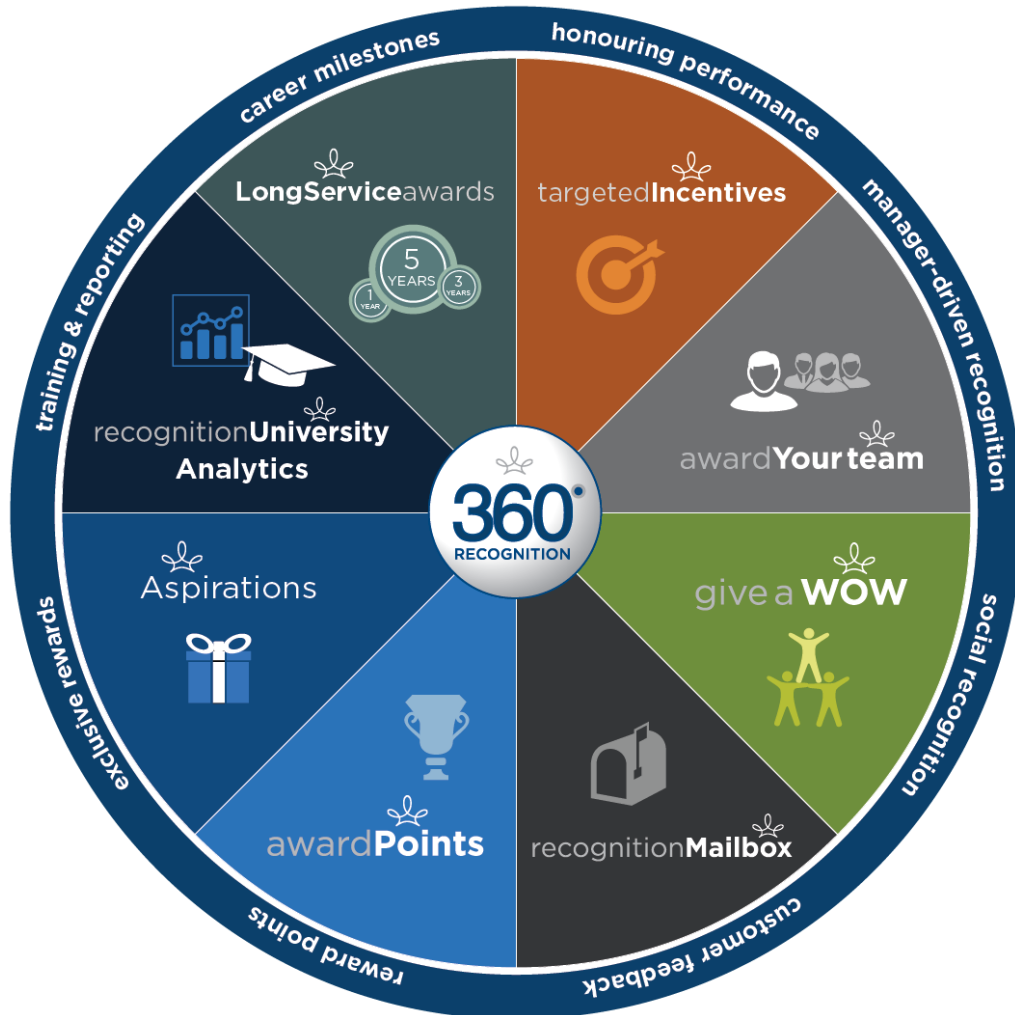 career milestones
honouring performance
manager-driven recognition
social recognition
customer feedback
reward points
exclusive rewards
training & reporting
LongServiceawards
1
YEAR
5
YEARS
3
YEARS
targetedIncentives
awardYour team
give a WOW
recognitionMailbox
awardPoints
Aspirations
recognitionUniversity
Analytics
360°
RECOGNITION